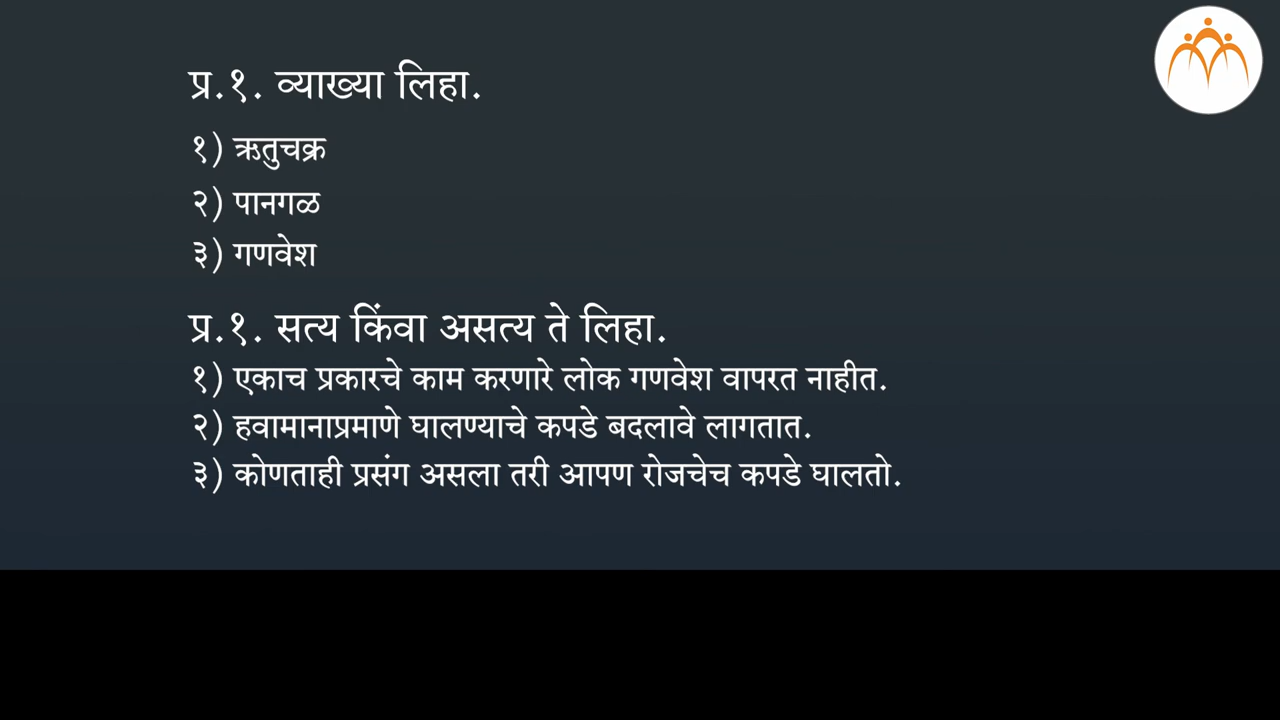 प्र.१. व्याख्या लिहा.
१) ऋतुचक्र
२) पानगळ
३) गणवेश
प्र.१. सत्य किंवा असत्य ते लिहा.
१) एकाच प्रकारचे काम करणारे लोक गणवेश वापरत नाहीत.
२) हवामानाप्रमाणे घालण्याचे कपडे बदलावे लागतात.
३) कोणताही प्रसंग असला तरी आपण रोजचेच कपडे घालतो.